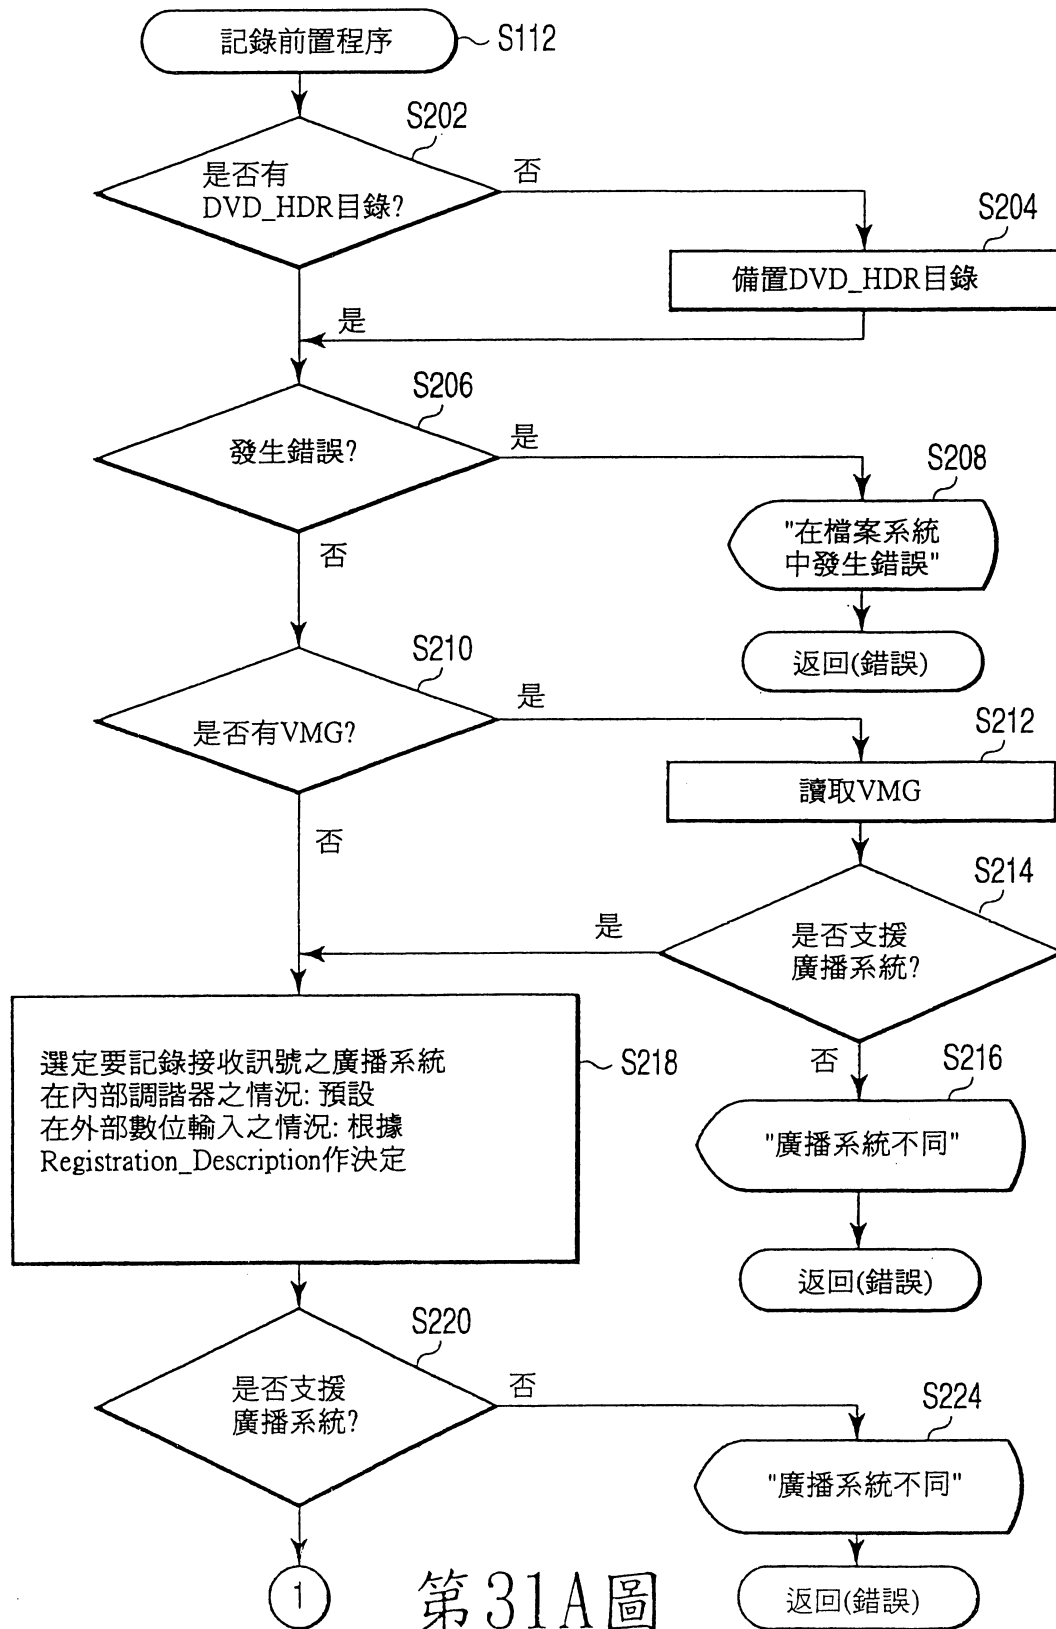 記錄前置程序
S112
S202
是否有
DVD_HDR目錄?
否
S204
備置DVD_HDR目錄
是
S206
發生錯誤?
是
S208
"在檔案系統
中發生錯誤"
否
返回(錯誤)
S210
是否有VMG?
是
S212
讀取VMG
否
S214
是否支援
廣播系統?
是
選定要記錄接收訊號之廣播系統
在內部調諧器之情況: 預設
在外部數位輸入之情況: 根據
Registration_Description作決定
S218
否
S216
"廣播系統不同"
返回(錯誤)
S220
是否支援
廣播系統?
否
S224
"廣播系統不同"
返回(錯誤)
1
第31A圖